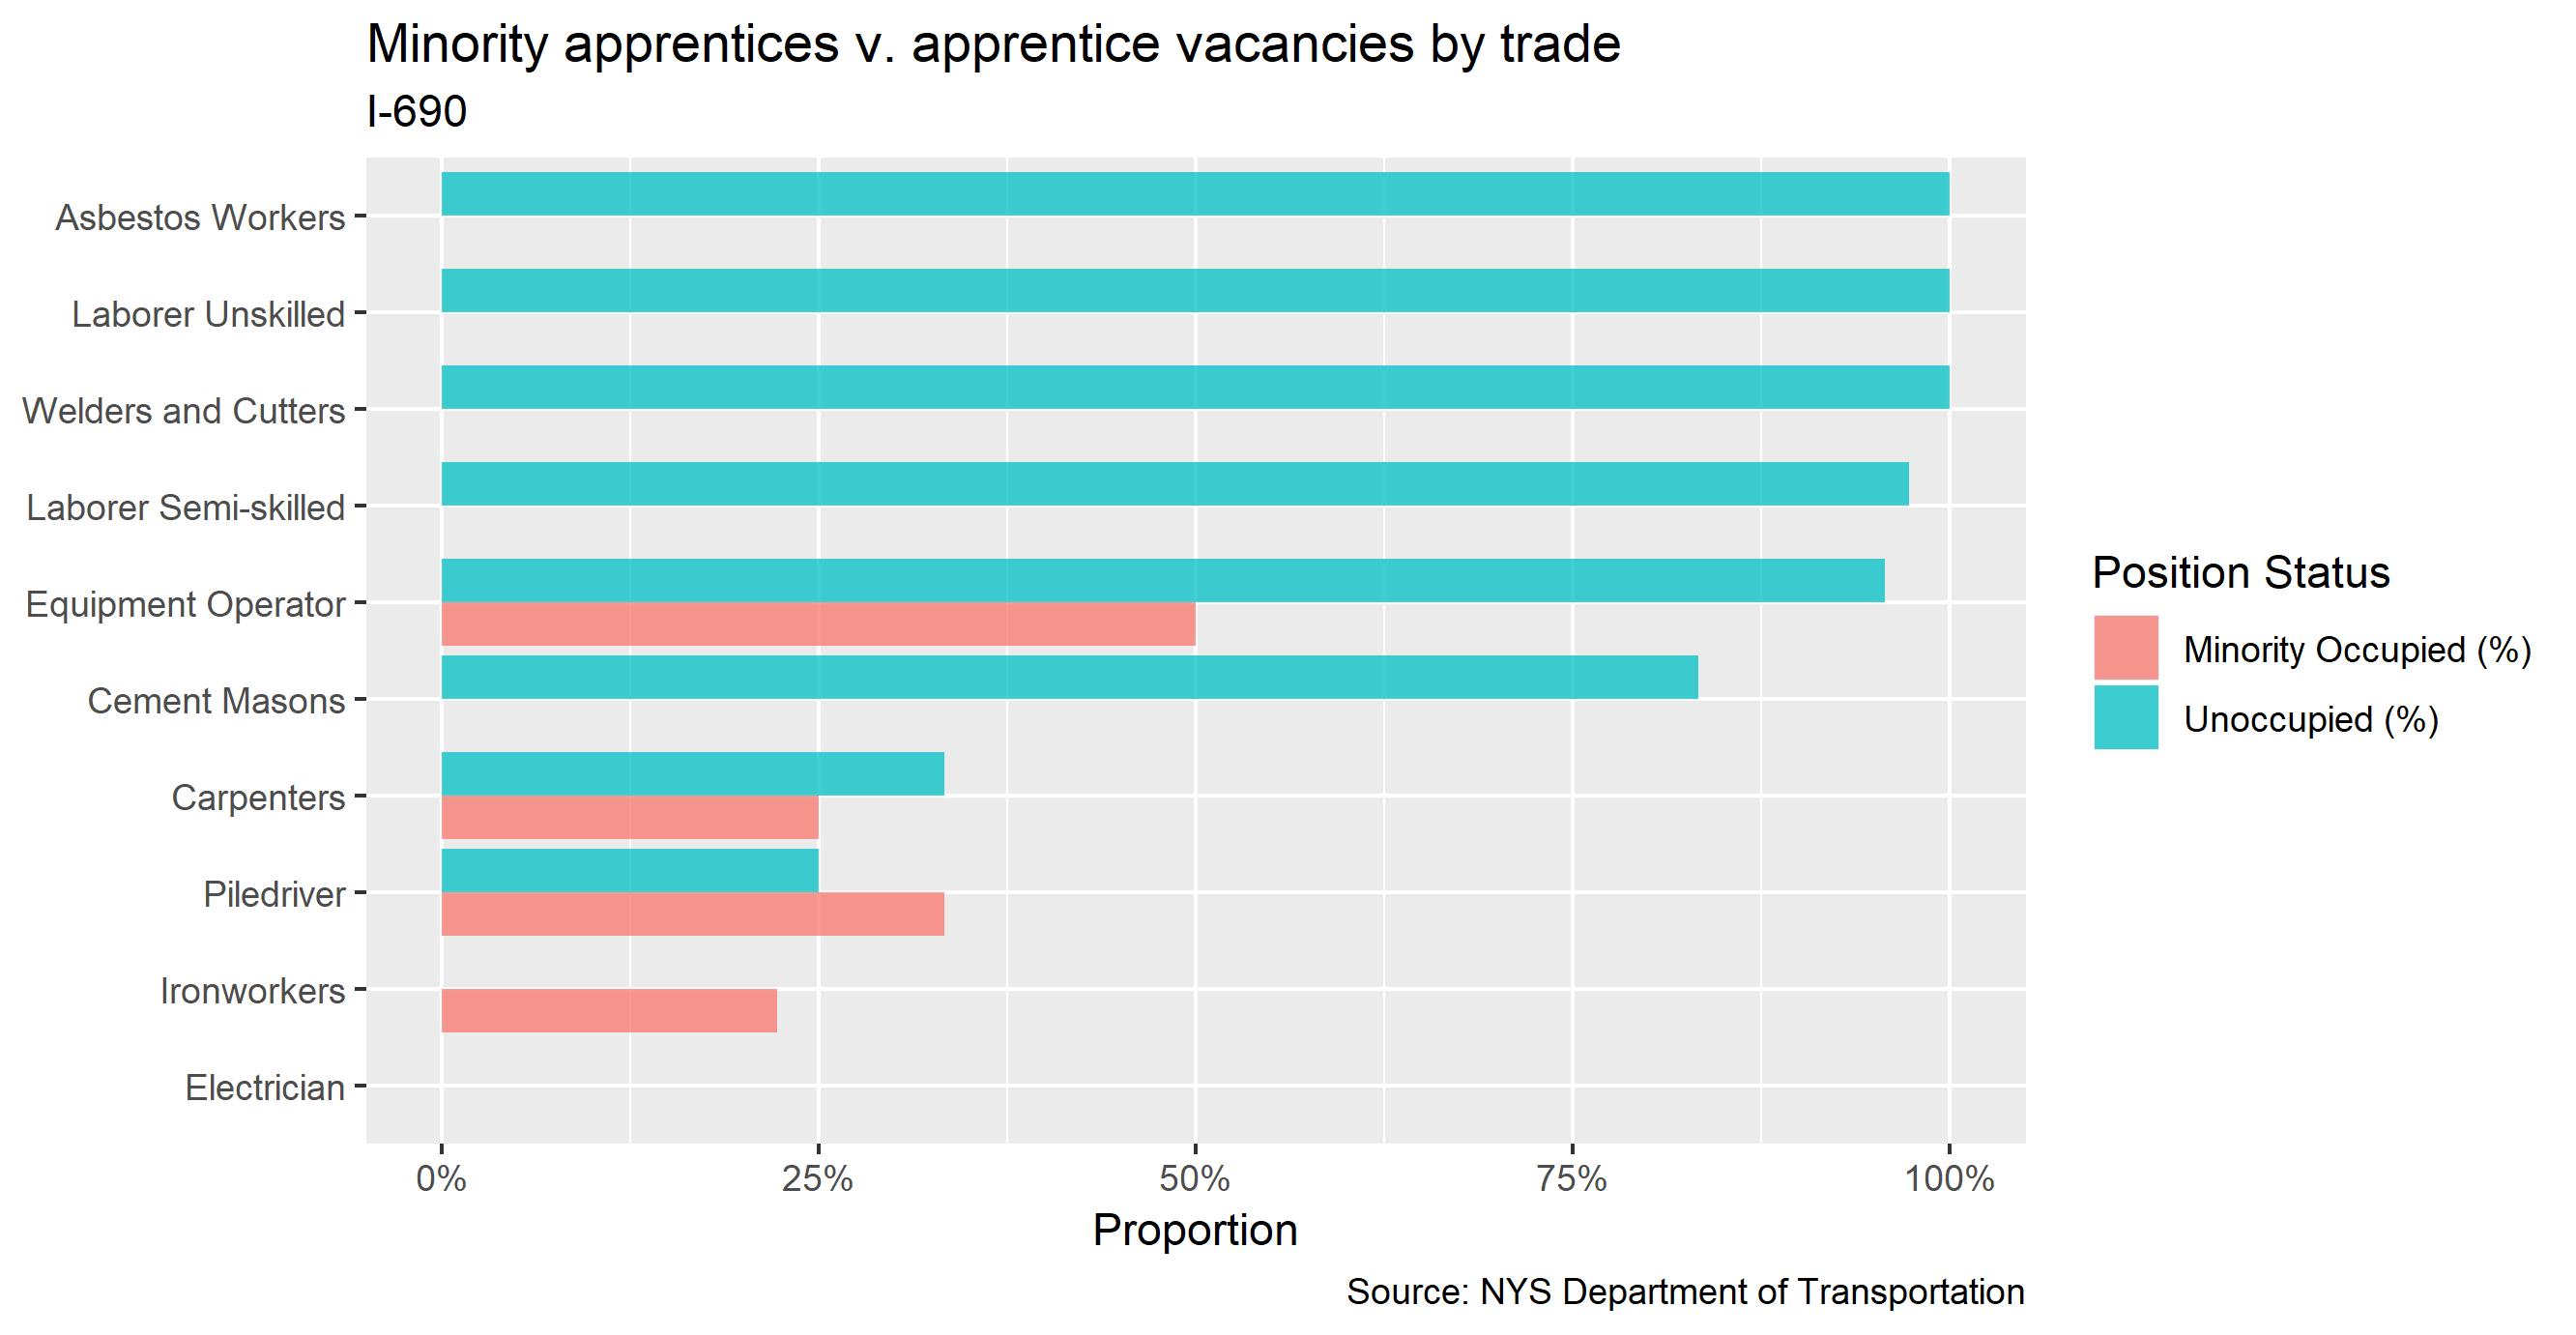 Minority apprentices v. apprentice vacancies by trade
I-690
Asbestos Workers
Laborer Unskilled
Welders and Cutters
Laborer Semi-skilled
Equipment Operator
Cement Masons
Carpenters
Piledriver
Ironworkers
Electrician
0% 25% 50% 75% 100%
Proportion
Position Status
Minority Occupied (%)
Unoccupied (%)
Source: NYS Department of Transportation